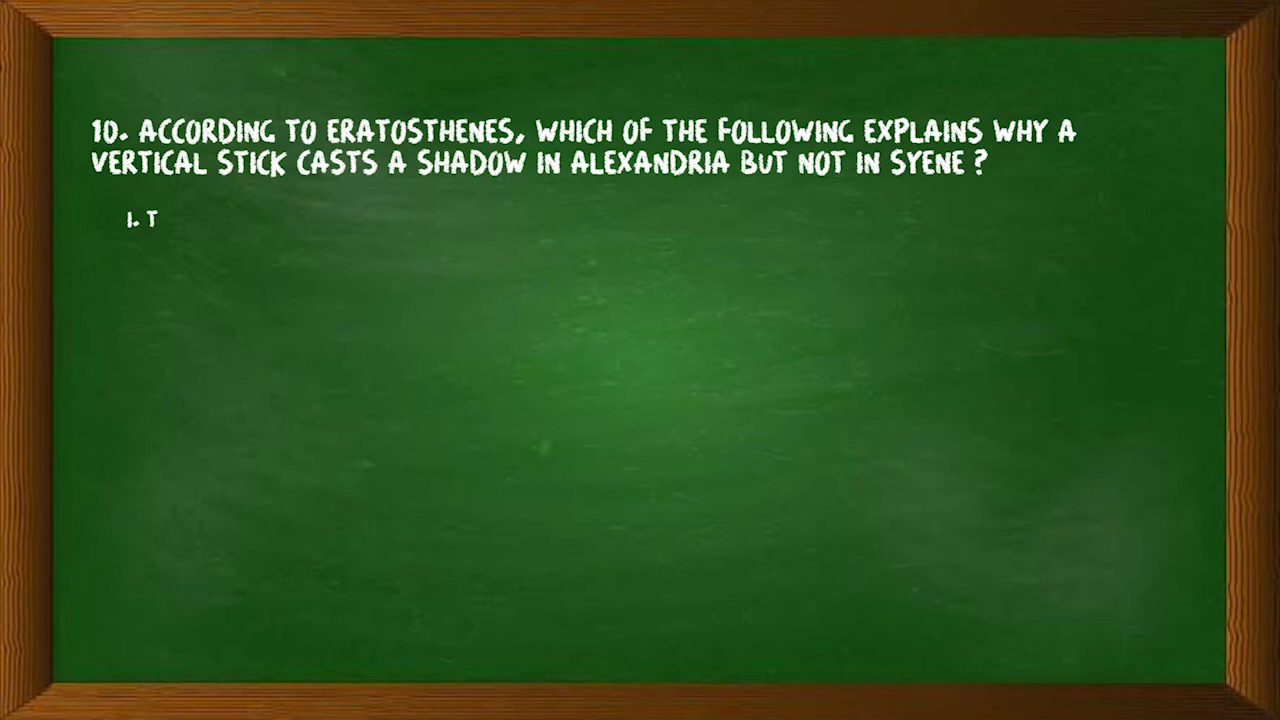 10. ACCORDING TO ERATOSTHENES, WHICH OF THE FOLLOWING EXPLAINS WHY A
VERTICAL STICK CASTS A SHADOW IN ALEXANDRIA BUT NOT IN SYENE ?
1. T